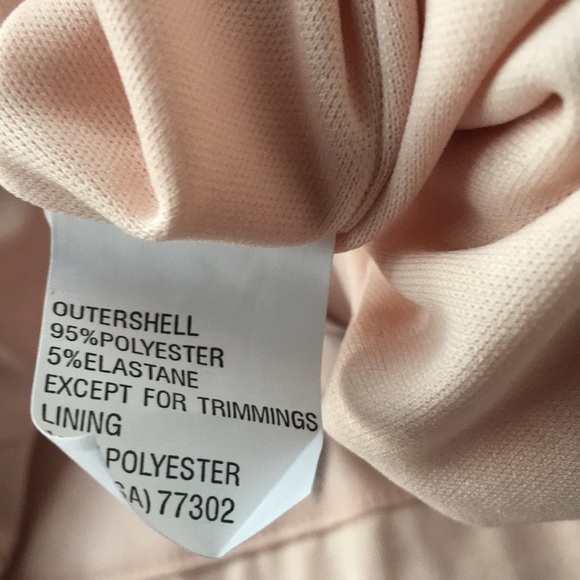 OUTERSHELL
95%POLYESTER
5%ELASTANE
EXCEPT FOR TRIMMINGS
LINING
POLYESTER
A) 77302